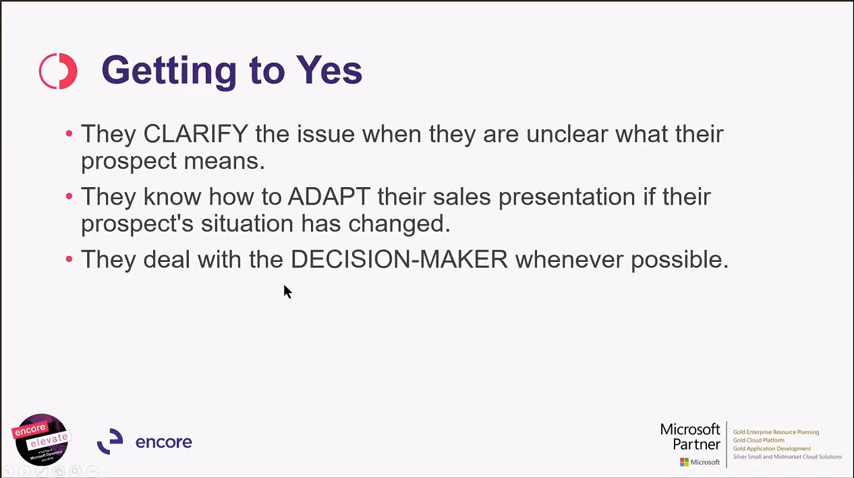 Getting to Yes
• They CLARIFY the issue when they are unclear what their
prospect means.
• They know how to ADAPT their sales presentation if their
prospect's situation has changed.
• They deal with the DECISION-MAKER whenever possible.
encore
elevate
encore
Microsoft
Partner
Microsoft
Gold Enterprise Resource Planning
Gold Cloud Platform
Gold Application Development
Silver Small and Midmarket Cloud Solutions